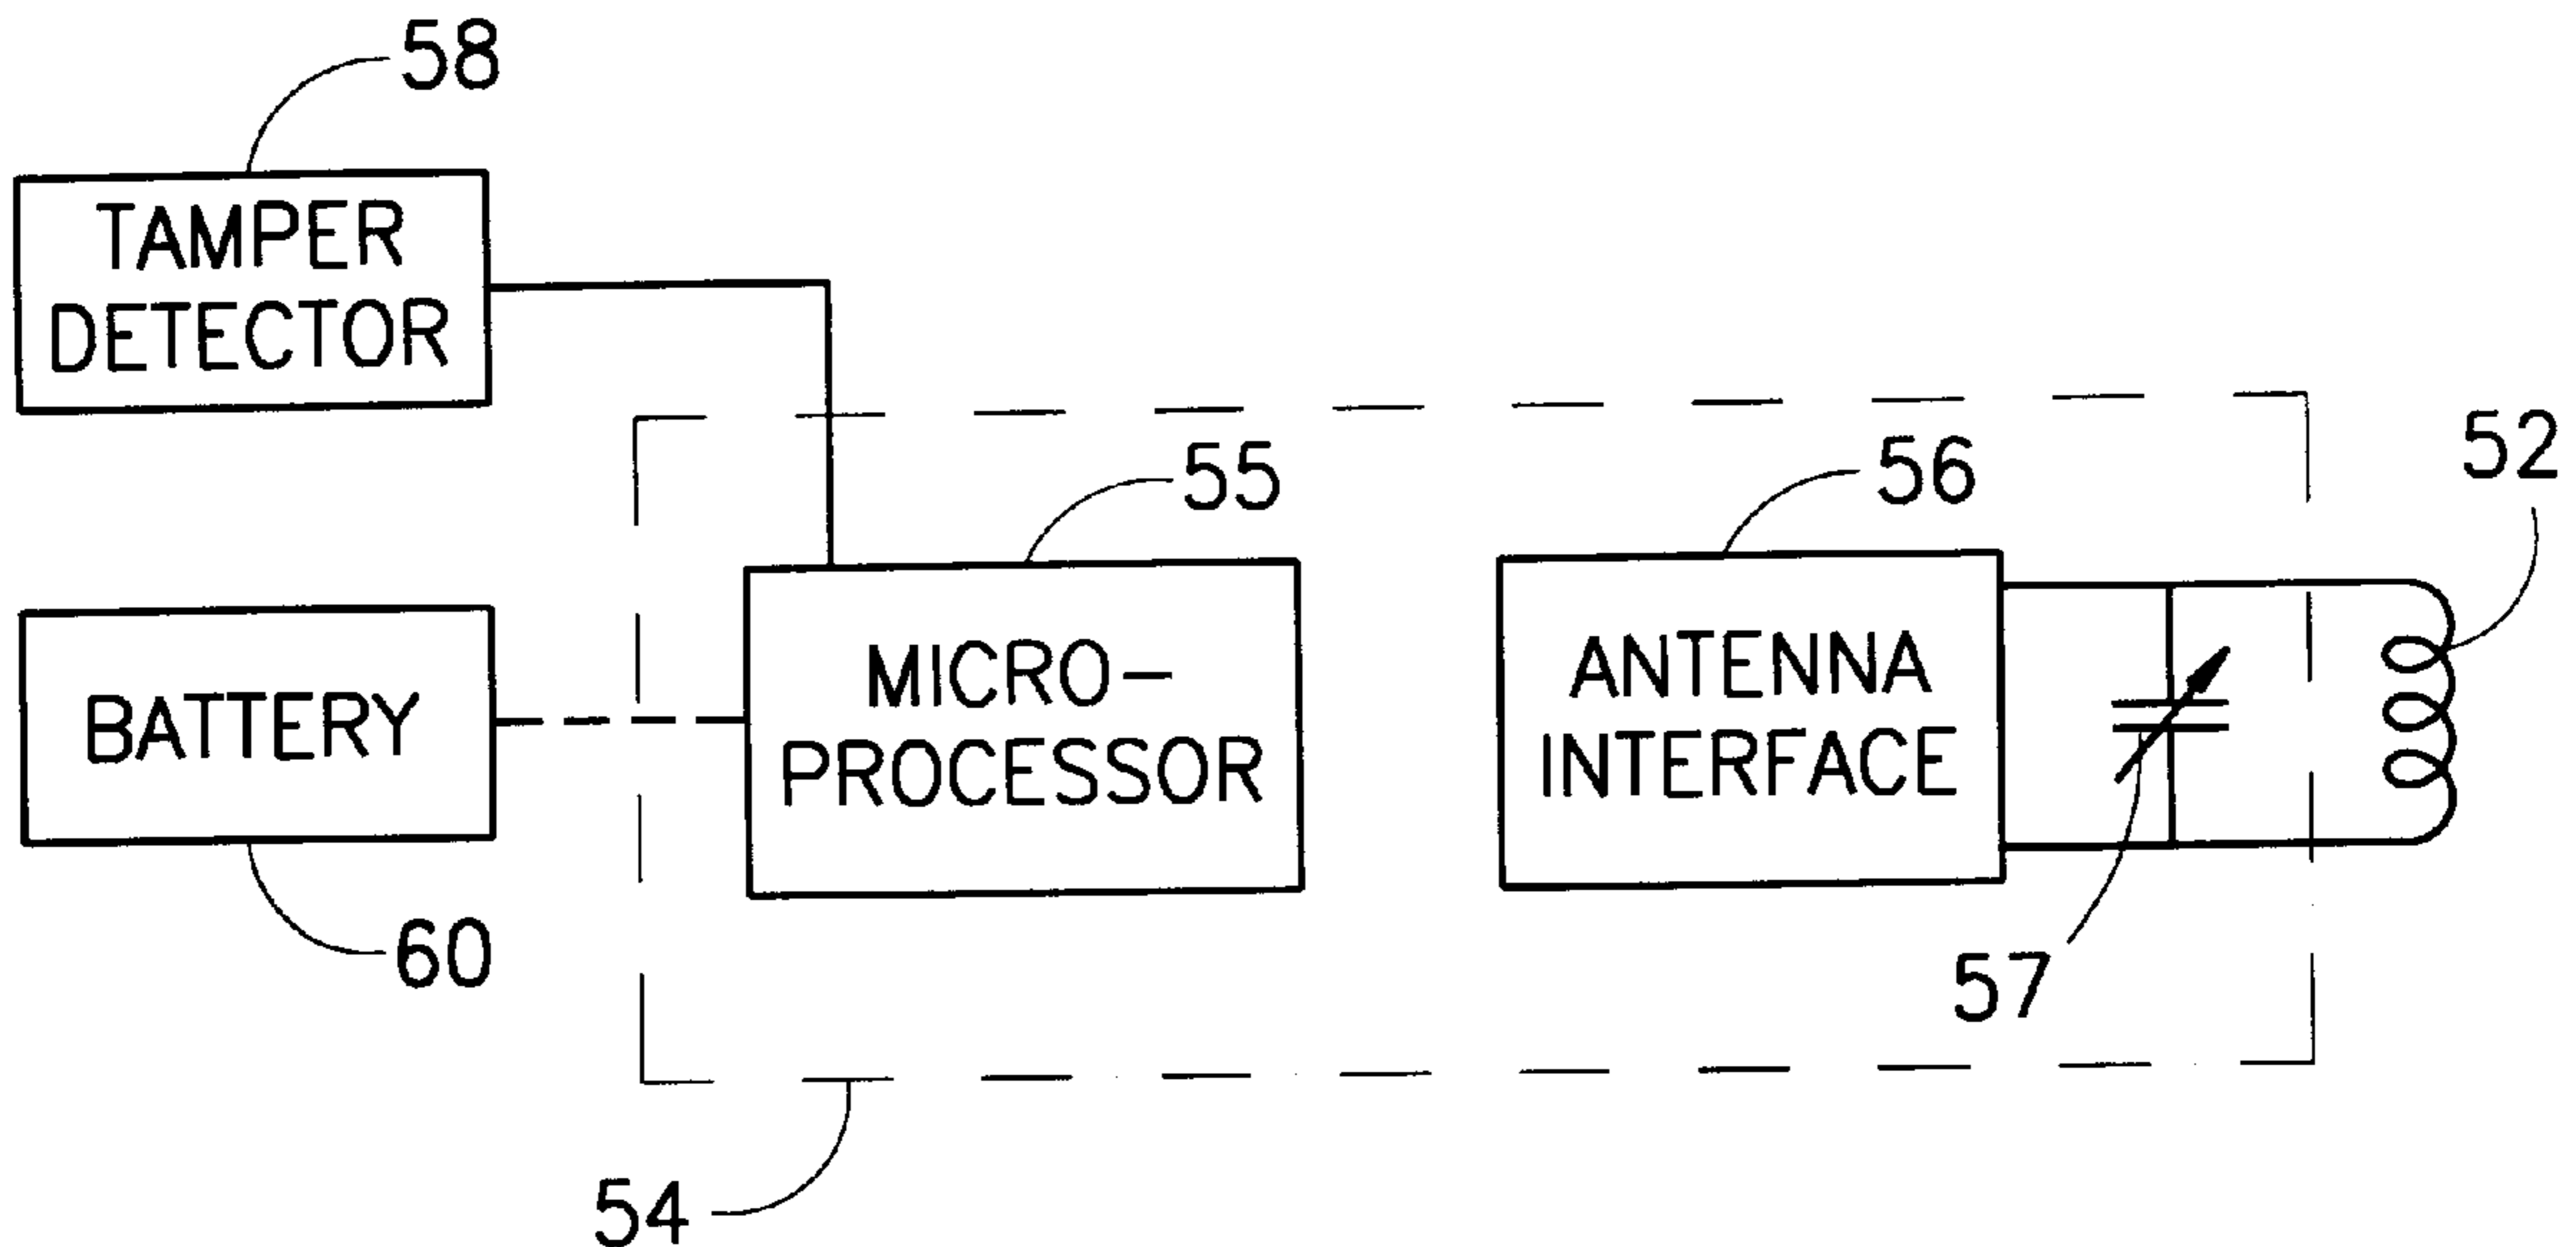 58
TAMPER
DETECTOR
52
55
56
MICRO-
PROCESSOR
ANTENNA
INTERFACE
BATTERY
60
57
54